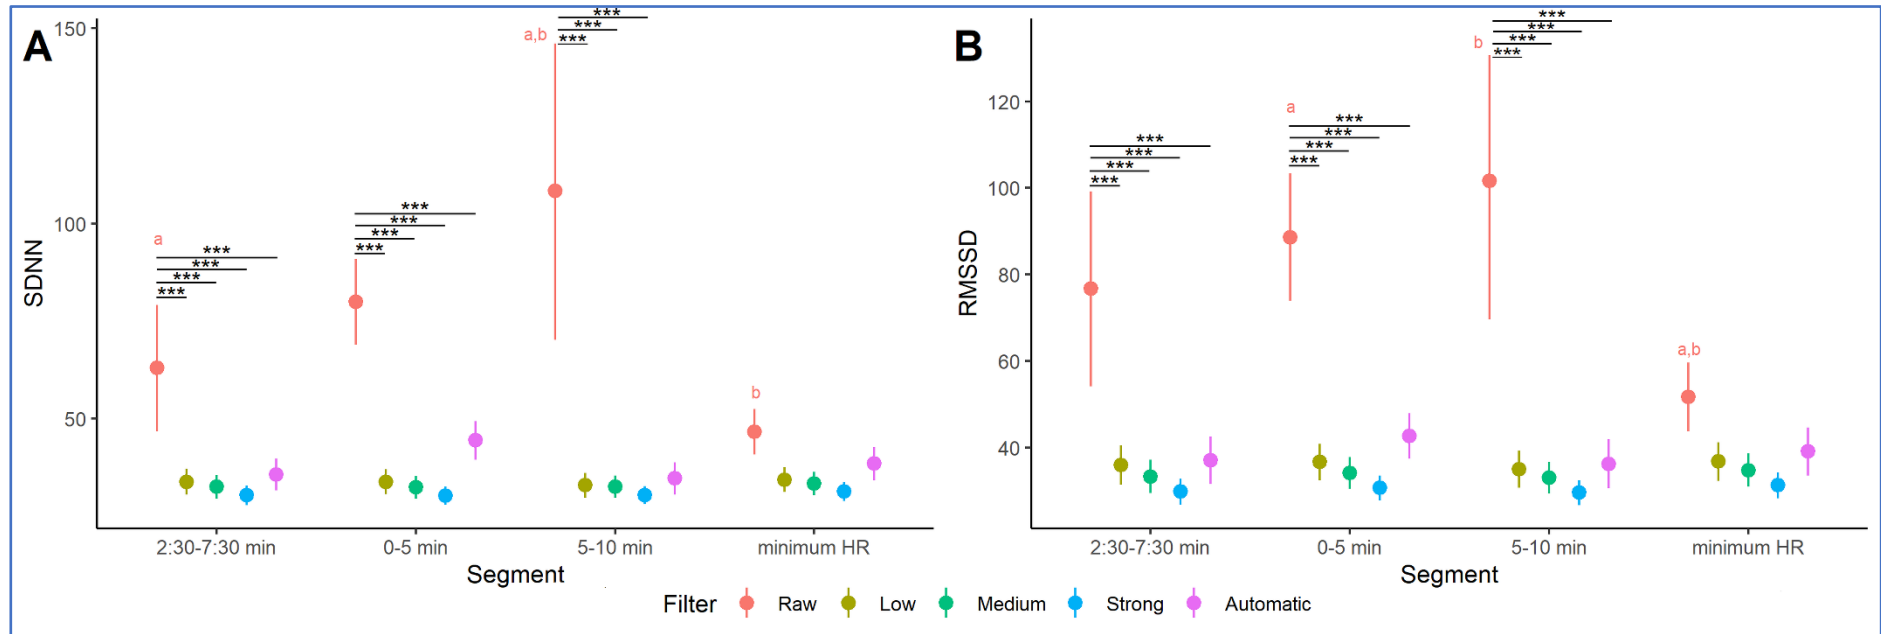 A
150
100
50
SDNN
a
***
***
***
***
***
***
***
***
a,b
***
***
***
b
2:30-7:30 min
0-5 min
5-10 min
minimum HR
Segment
B
120
100
80
60
40
RMSSD
***
***
***
***
a
***
***
***
***
b
***
***
***
***
a,b
2:30-7:30 min
0-5 min
5-10 min
minimum HR
Segment
Filter Raw Low Medium Strong Automatic